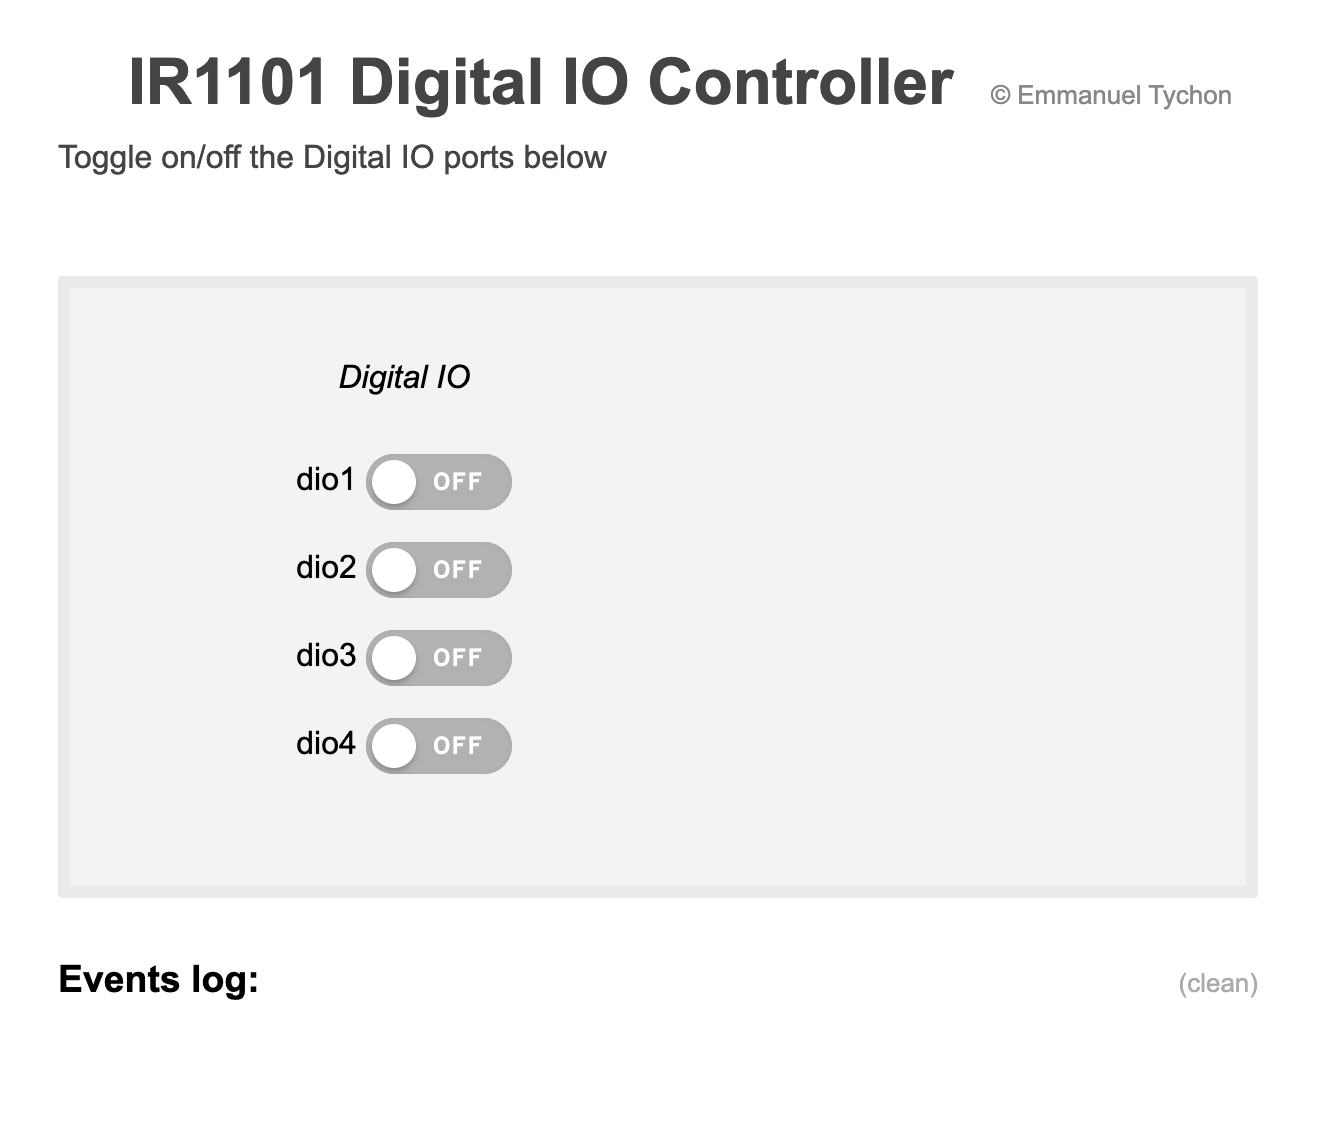 IR1101 Digital IO Controller © Emmanuel Tychon
Toggle on/off the Digital IO ports below
Digital IO
dio1 OFF
dio2 OFF
dio3 OFF
dio4 OFF
Events log: (clean)